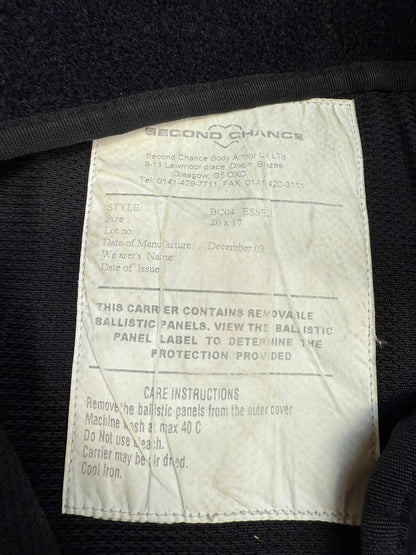 SECOND CHANCE
Second Chance Body Armor UK Ltd
9-11 Lawmoor place, Dixon Blazes
Glasgow, G5 OXD
Tel: 0141-429-7711, FAX: 0141 420-3111
STYLE: BC04 ESSEX
Size: 20 x 17
Lot no:
Date of Manufacture: December 03
Wearer's Name:
Date of Issue
THIS CARRIER CONTAINS REMOVABLE
BALLISTIC PANELS. VIEW THE BALLISTIC
PANEL LABEL TO DETERMINE THE
PROTECTION PROVIDED
CARE INSTRUCTIONS
Remove the ballistic panels from the outer cover
Machine wash at max 40 C
Do Not use bleach.
Carrier may be air dried.
Cool Iron.